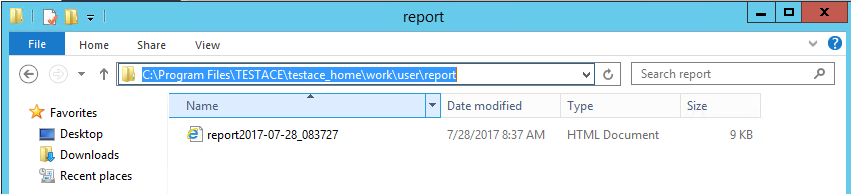 report
File Home Share View
C:\Program Files\TESTACE\testace_home\work\user\report Search report
Favorites Name Date modified Type Size
Desktop report2017-07-28_083727 7/28/2017 8:37 AM HTML Document 9 KB
Downloads
Recent places